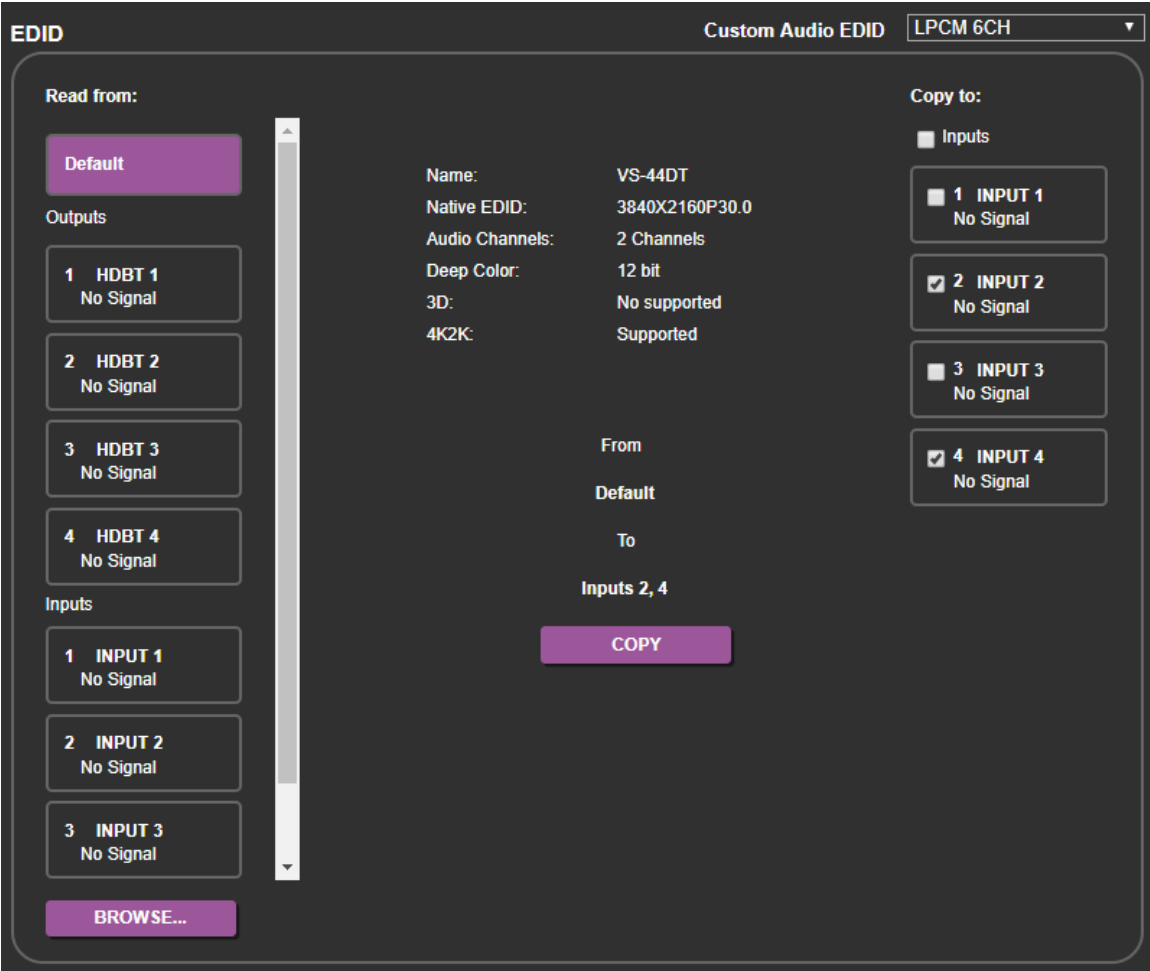 EDID
Custom Audio EDID LPCM 6CH
Read from:
Default
Outputs
1 HDBT 1
No Signal
2 HDBT 2
No Signal
3 HDBT 3
No Signal
4 HDBT 4
No Signal
Inputs
1 INPUT 1
No Signal
2 INPUT 2
No Signal
3 INPUT 3
No Signal
BROWSE...
Name: VS-44DT
Native EDID: 3840X2160P30.0
Audio Channels: 2 Channels
Deep Color: 12 bit
3D: No supported
4K2K: Supported
From
Default
To
Inputs 2, 4
COPY
Copy to:
Inputs
1 INPUT 1
No Signal
2 INPUT 2
No Signal
3 INPUT 3
No Signal
4 INPUT 4
No Signal